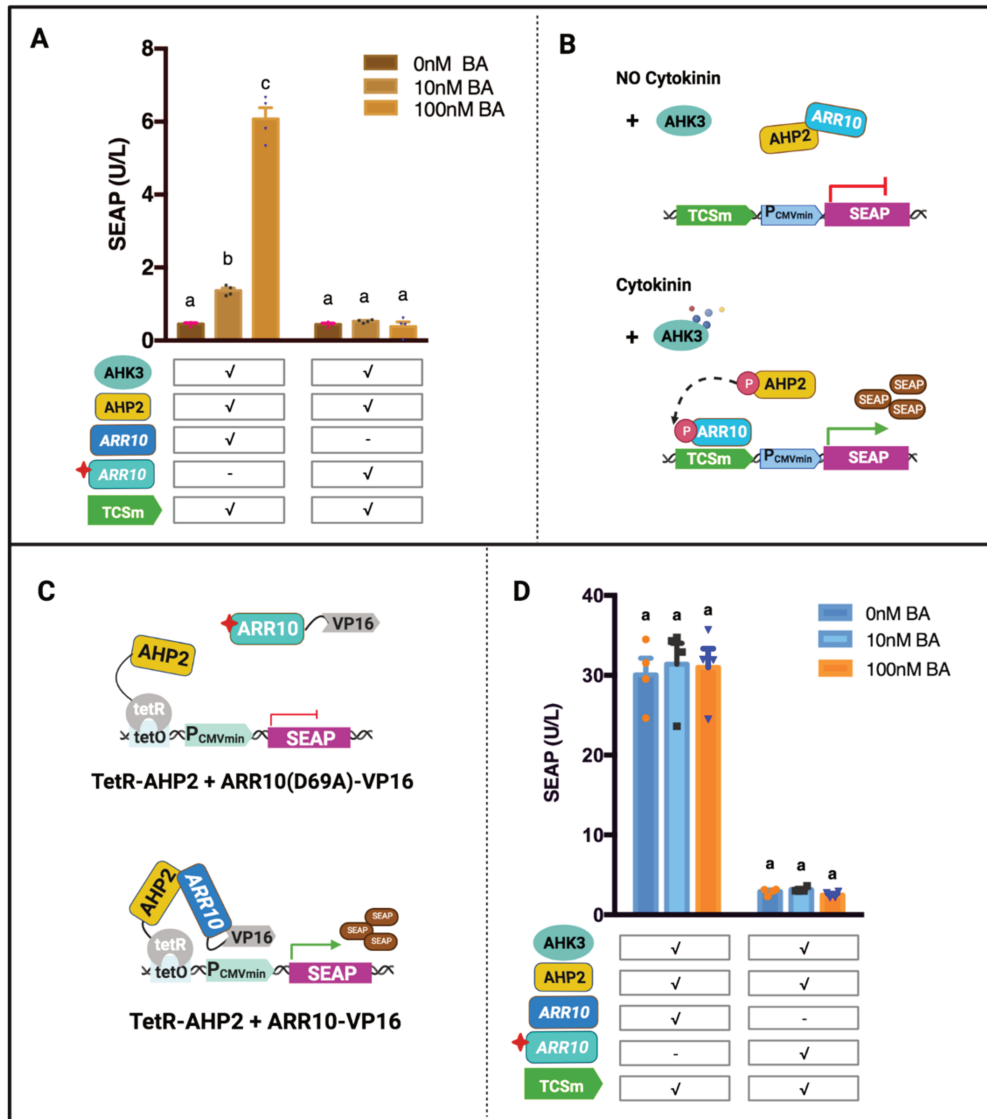 A
8
6
4
2
0
SEAP (U/L)
a
b
c
a
a
a
0nM BA
10nM BA
100nM BA
AHK3
√
√
AHP2
√
√
ARR10
√
-
ARR10
-
√
TCSm
√
√
B
NO Cytokinin
+
AHK3
AHP2
ARR10
TCSm
PCMVmin
SEAP
Cytokinin
+
AHK3
P
AHP2
SEAP
SEAP
SEAP
P
ARR10
TCSm
PCMVmin
SEAP
C
ARR10
VP16
AHP2
tetR
tetO
PCMVmin
SEAP
TetR-AHP2 + ARR10(D69A)-VP16
AHP2
ARR10
tetR
VP16
SEAP
SEAP
SEAP
tetO
PCMVmin
SEAP
TetR-AHP2 + ARR10-VP16
D
40
30
20
10
0
SEAP (U/L)
a
a
a
a
a
a
0nM BA
10nM BA
100nM BA
AHK3
√
√
AHP2
√
√
ARR10
√
-
ARR10
-
√
TCSm
√
√